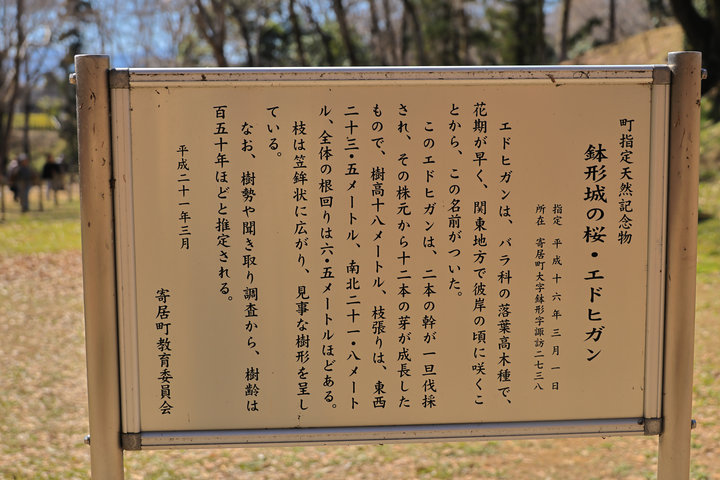 町指定天然記念物
鉢形城の桜・エドヒガン
指定　平成十六年三月一日
所在　寄居町大字鉢形字諏訪二七三八
エドヒガンは、バラ科の落葉高木種で、
花期が早く、関東地方で彼岸の頃に咲くこ
とから、この名前がついた。
このエドヒガンは、二本の幹が一旦伐採
され、その株元から十二本の芽が成長した
もので、樹高十八メートル、枝張りは、東西
二十三・五メートル、南北二十一・八メート
ル、全体の根回りは六・五メートルほどある。
枝は笠鉾状に広がり、見事な樹形を呈し
ている。
なお、樹勢や聞き取り調査から、樹齢は
百五十年ほどと推定される。
平成二十一年三月
寄居町教育委員会